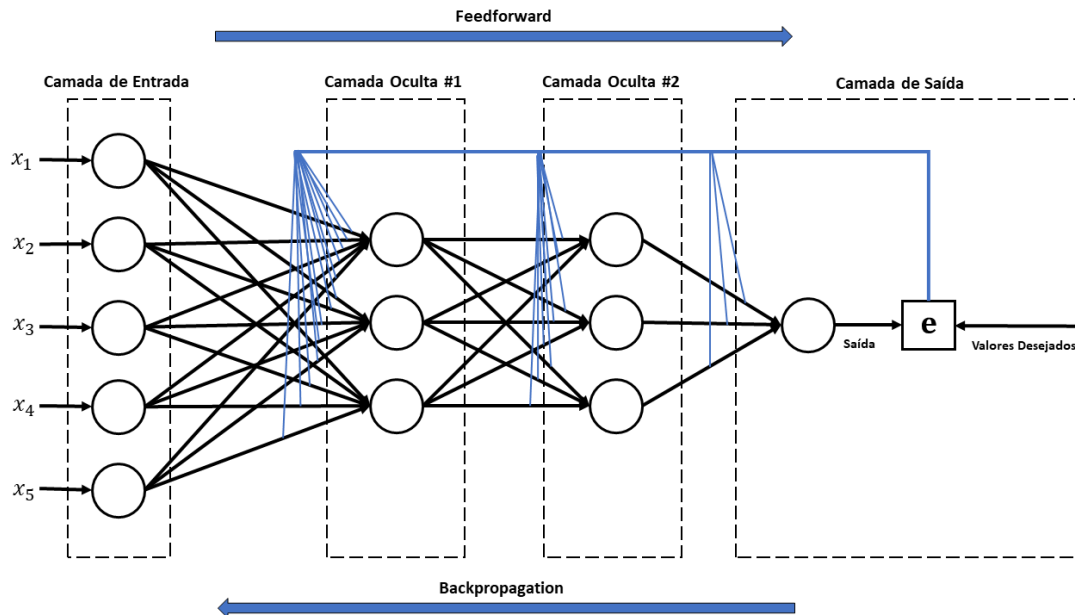 Feedforward
Camada de Entrada
Camada Oculta #1
Camada Oculta #2
Camada de Saída
x₁
x₂
x₃
x₄
x₅
e
Saída
Valores Desejados
Backpropagation